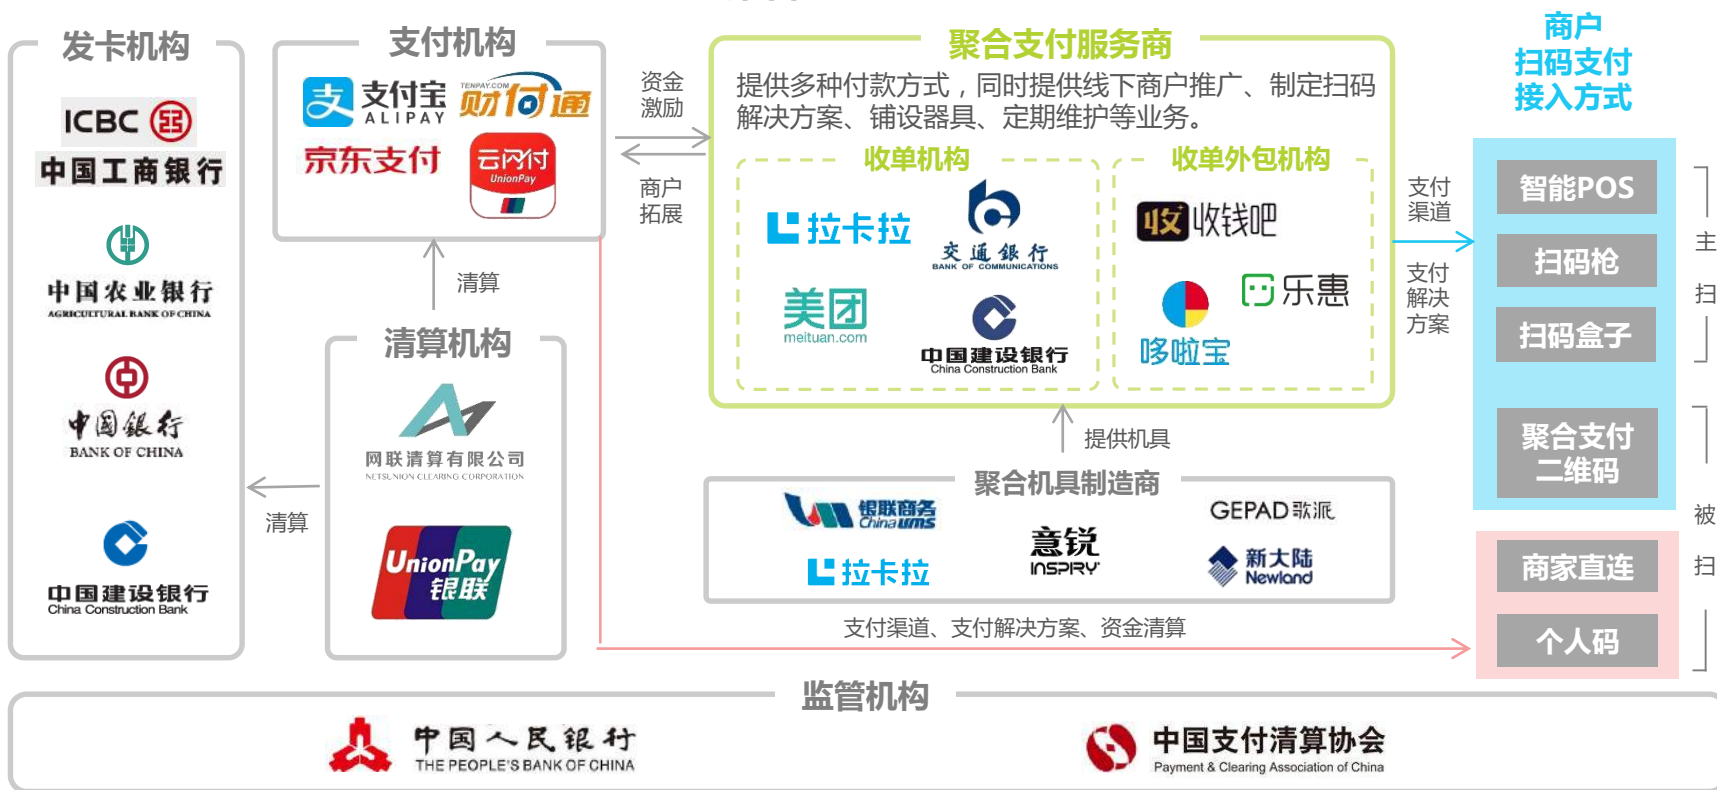 发卡机构
ICBC
中国工商银行
中国农业银行
AGRICULTURAL BANK OF CHINA
中国银行
BANK OF CHINA
中国建设银行
China Construction Bank
支付机构
支
支付宝
ALIPAY
TENPAY.COM
财付通
京东支付
云闪付
UnionPay
清算
清算机构
网联清算有限公司
NETSUNION CLEARING CORPORATION
UnionPay
银联
清算
资金
激励
商户
拓展
聚合支付服务商
提供多种付款方式，同时提供线下商户推广、制定扫码
解决方案、铺设器具、定期维护等业务。
收单机构
拉卡拉
交通銀行
BANK OF COMMUNICATIONS
美团
meituan.com
中国建设银行
China Construction Bank
收单外包机构
收
收钱吧
乐惠
哆啦宝
提供机具
聚合机具制造商
银联商务
China ums
GEPAD歌派
意锐
INSPIRY
拉卡拉
新大陆
Newland
支付渠道、支付解决方案、资金清算
支付
渠道
支付
解决
方案
商户
扫码支付
接入方式
智能POS
扫码枪
扫码盒子
聚合支付
二维码
商家直连
个人码
主
扫
被
扫
监管机构
中国人民银行
THE PEOPLE'S BANK OF CHINA
中国支付清算协会
Payment & Clearing Association of China